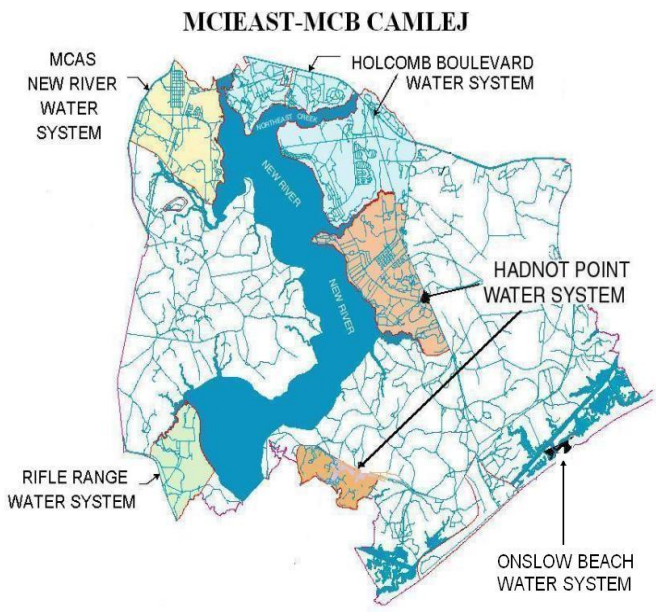 MCIEAST-MCB CAMLEJ
MCAS
NEW RIVER
WATER
SYSTEM
HOLCOMB BOULEVARD
WATER SYSTEM
NORTHEAST CREEK
NEW RIVER
NEW RIVER
HADNOT POINT
WATER SYSTEM
RIFLE RANGE
WATER SYSTEM
ONSLOW BEACH
WATER SYSTEM